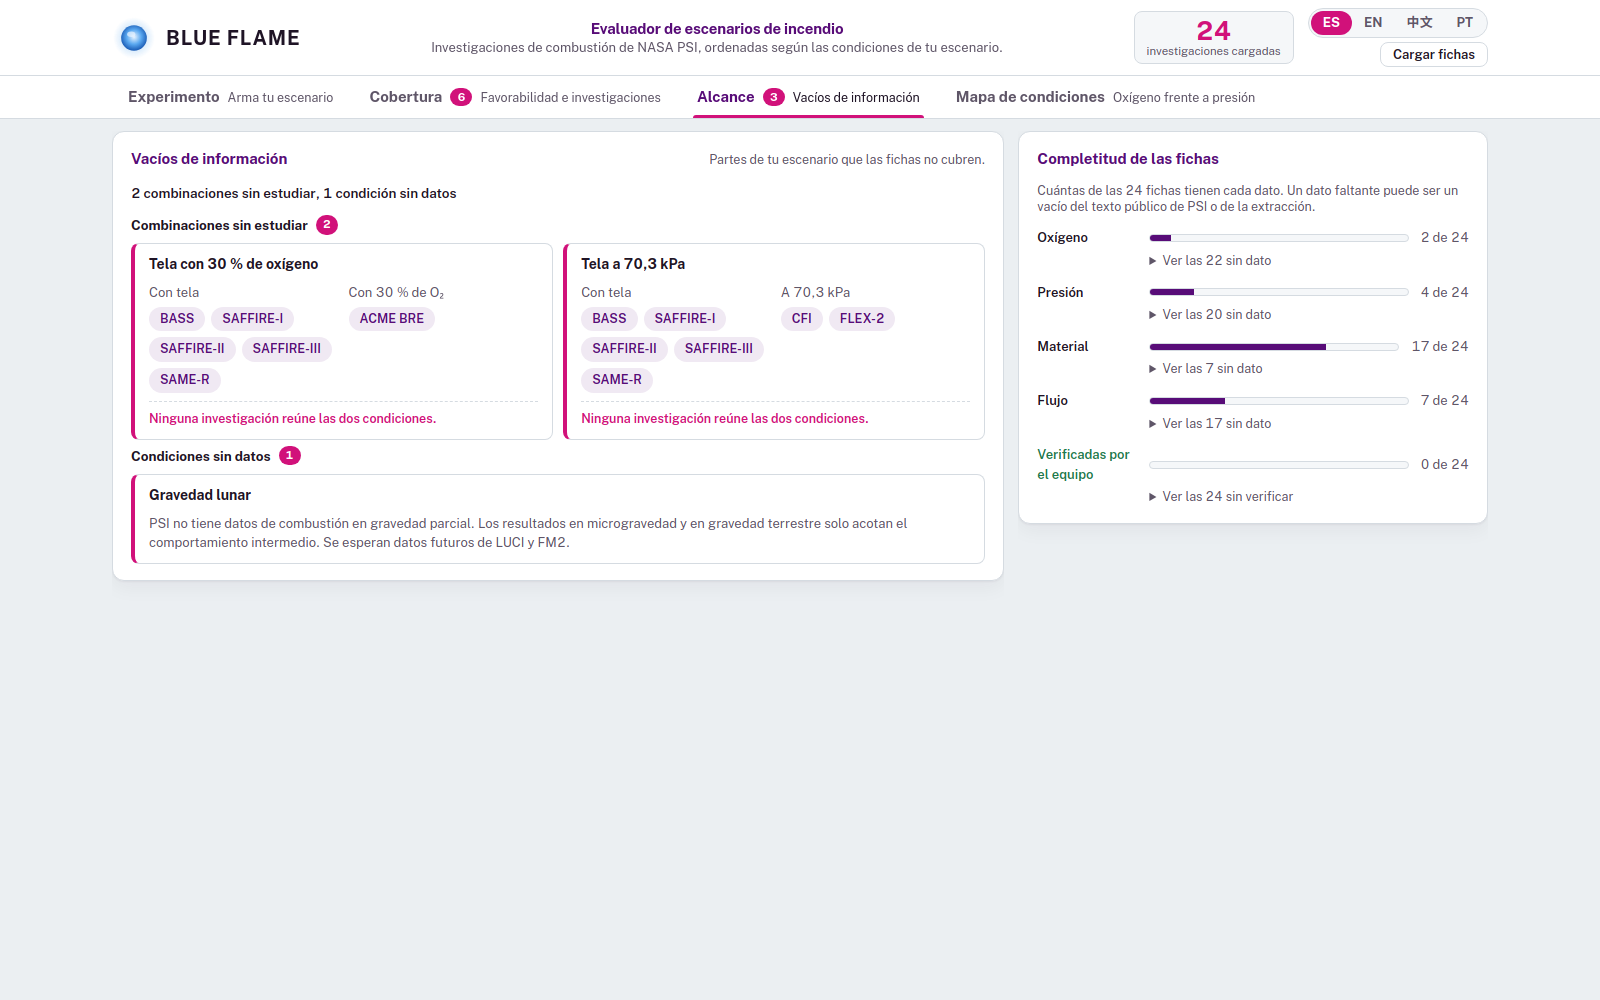 BLUE FLAME
Evaluador de escenarios de incendio
Investigaciones de combustión de NASA PSI, ordenadas según las condiciones de tu escenario.
24
investigaciones cargadas
ES EN 中文 PT
Cargar fichas
Experimento Arma tu escenario
Cobertura 6 Favorabilidad e investigaciones
Alcance 3 Vacíos de información
Mapa de condiciones Oxígeno frente a presión
Vacíos de información
Partes de tu escenario que las fichas no cubren.
2 combinaciones sin estudiar, 1 condición sin datos
Combinaciones sin estudiar 2
Tela con 30 % de oxígeno
Con tela
BASS SAFFIRE-I
SAFFIRE-II SAFFIRE-III
SAME-R
Con 30 % de O₂
ACME BRE
Ninguna investigación reúne las dos condiciones.
Tela a 70,3 kPa
Con tela
BASS SAFFIRE-I
SAFFIRE-II SAFFIRE-III
SAME-R
A 70,3 kPa
CFI FLEX-2
Ninguna investigación reúne las dos condiciones.
Condiciones sin datos 1
Gravedad lunar
PSI no tiene datos de combustión en gravedad parcial. Los resultados en microgravedad y en gravedad terrestre solo acotan el
comportamiento intermedio. Se esperan datos futuros de LUCI y FM2.
Completitud de las fichas
Cuántas de las 24 fichas tienen cada dato. Un dato faltante puede ser un
vacío del texto público de PSI o de la extracción.
Oxígeno 2 de 24
▶ Ver las 22 sin dato
Presión 4 de 24
▶ Ver las 20 sin dato
Material 17 de 24
▶ Ver las 7 sin dato
Flujo 7 de 24
▶ Ver las 17 sin dato
Verificadas por
el equipo
0 de 24
▶ Ver las 24 sin verificar